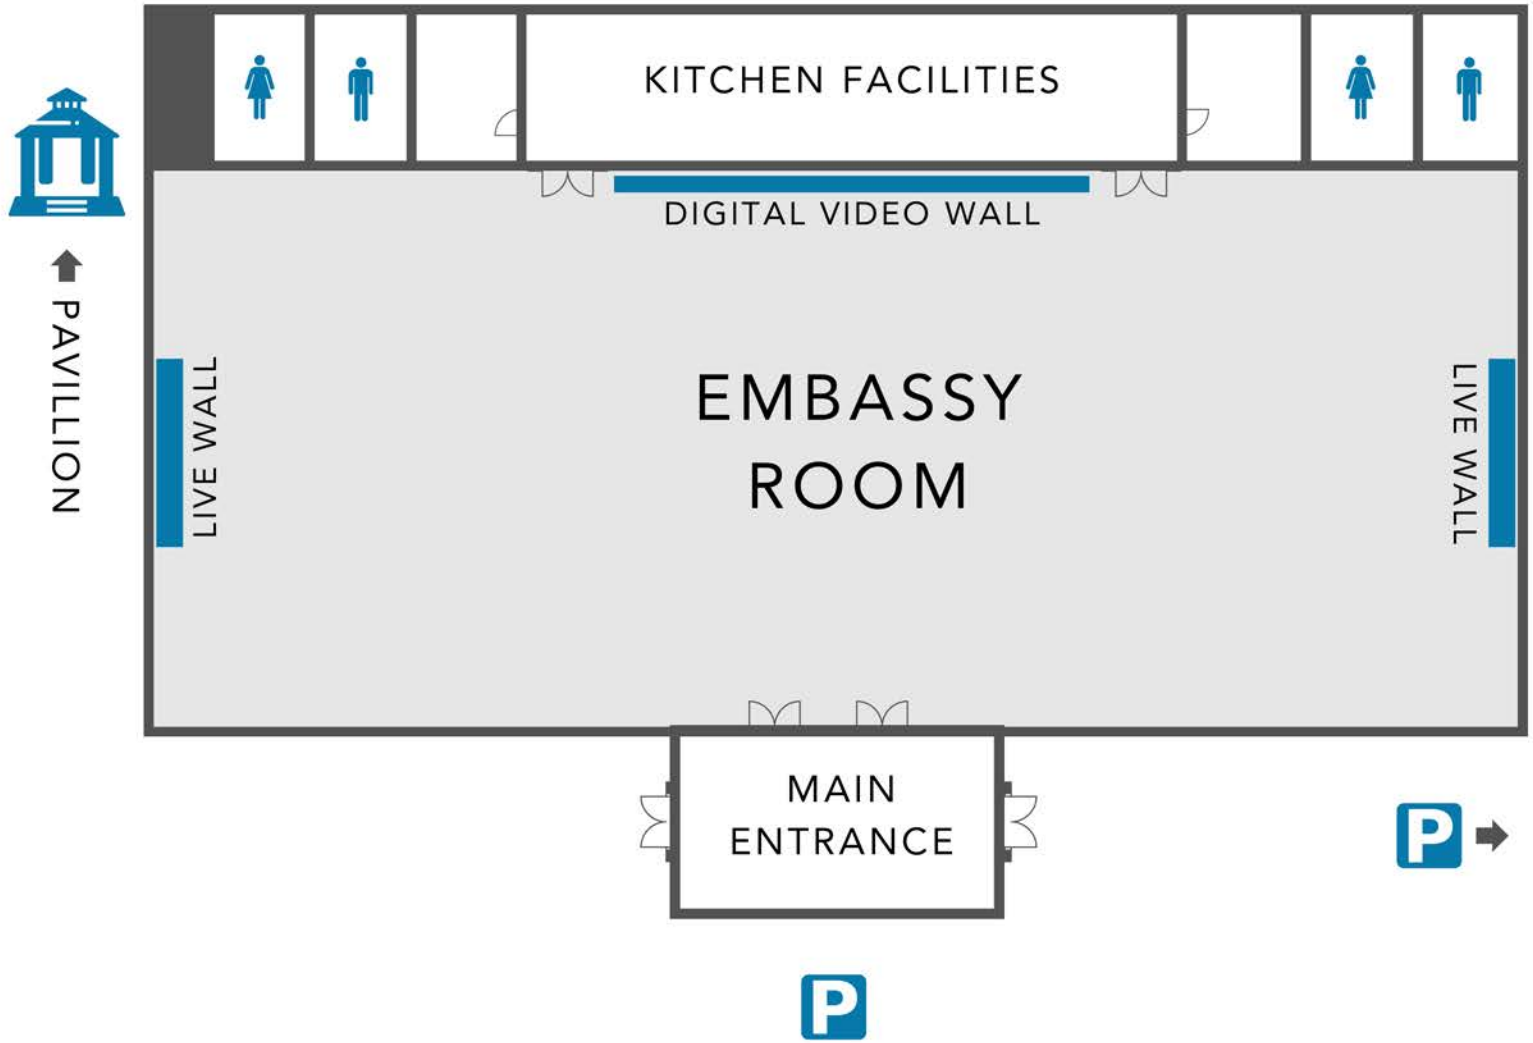 KITCHEN FACILITIES
DIGITAL VIDEO WALL
PAVILLION
LIVE WALL
EMBASSY
ROOM
LIVE WALL
MAIN
ENTRANCE
P
P